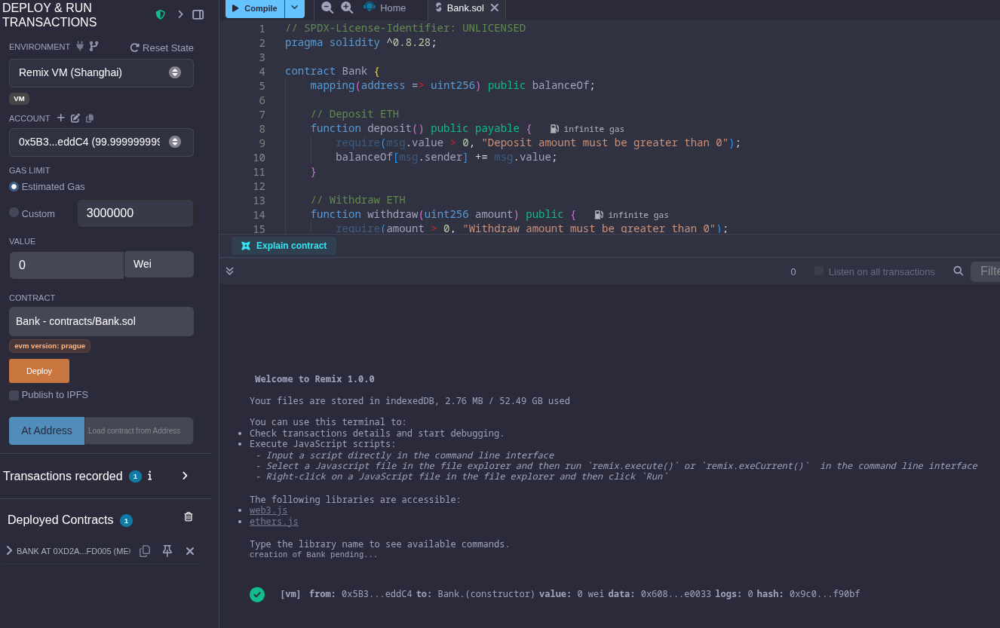 DEPLOY & RUN
TRANSACTIONS
ENVIRONMENT
Reset State
Remix VM (Shanghai)
VM
ACCOUNT
0x5B3...eddC4 (99.999999999
GAS LIMIT
Estimated Gas
Custom
3000000
VALUE
0
Wei
CONTRACT
Bank - contracts/Bank.sol
evm version: prague
Deploy
Publish to IPFS
At Address
Load contract from Address
Transactions recorded 1 i
Deployed Contracts 1
BANK AT 0XD2A...FD005 (ME
Compile
Home
Bank.sol
1 // SPDX-License-Identifier: UNLICENSED
2 pragma solidity ^0.8.28;
3
4 contract Bank {
5 mapping(address => uint256) public balanceOf;
6
7 // Deposit ETH
8 function deposit() public payable { infinite gas
9 require(msg.value > 0, "Deposit amount must be greater than 0");
10 balanceOf[msg.sender] += msg.value;
11 }
12
13 // Withdraw ETH
14 function withdraw(uint256 amount) public { infinite gas
15 require(amount > 0, "Withdraw amount must be greater than 0");
Explain contract
0
Listen on all transactions
Filte
Welcome to Remix 1.0.0
Your files are stored in indexedDB, 2.76 MB / 52.49 GB used
You can use this terminal to:
• Check transactions details and start debugging.
• Execute JavaScript scripts:
- Input a script directly in the command line interface
- Select a Javascript file in the file explorer and then run `remix.execute()` or `remix.exeCurrent()` in the command line interface
- Right-click on a JavaScript file in the file explorer and then click `Run`
The following libraries are accessible:
• web3.js
• ethers.js
Type the library name to see available commands.
creation of Bank pending...
[vm] from: 0x5B3...eddC4 to: Bank.(constructor) value: 0 wei data: 0x608...e0033 logs: 0 hash: 0x9c0...f90bf